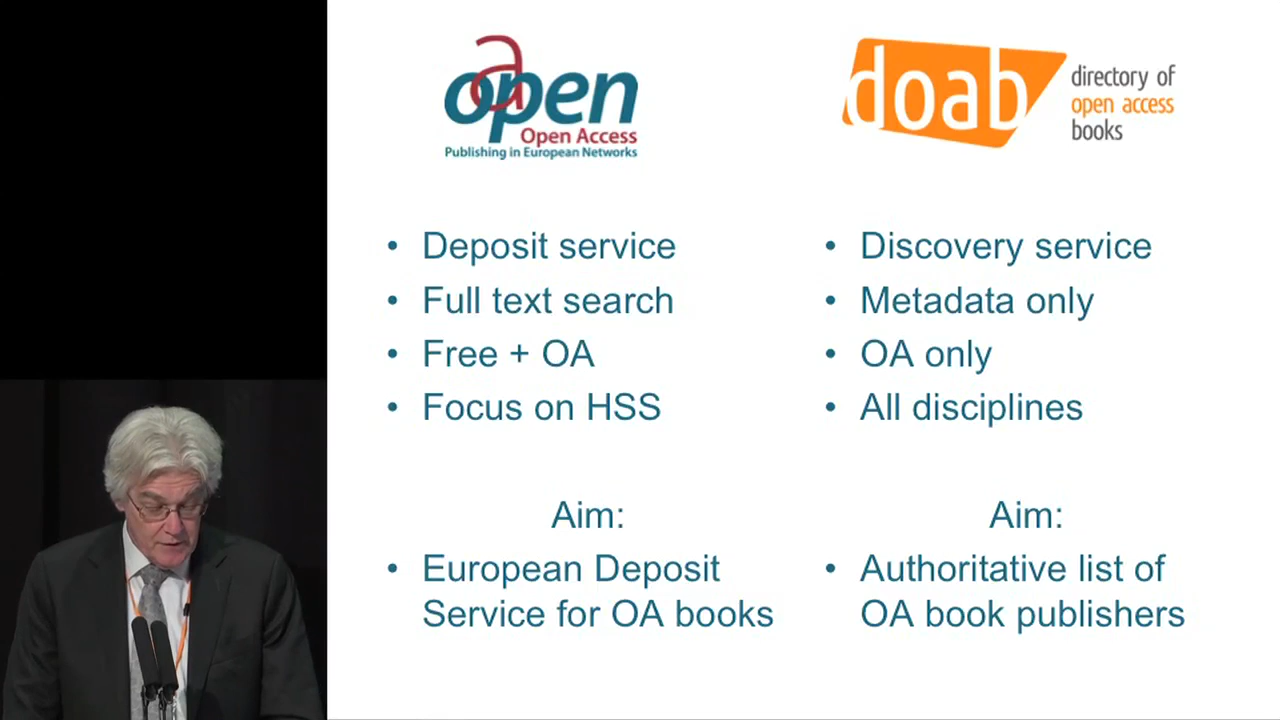 oapen
Open Access
Publishing in European Networks
doab
directory of
open access
books
• Deposit service
• Full text search
• Free + OA
• Focus on HSS
Aim:
• European Deposit
Service for OA books
• Discovery service
• Metadata only
• OA only
• All disciplines
Aim:
• Authoritative list of
OA book publishers